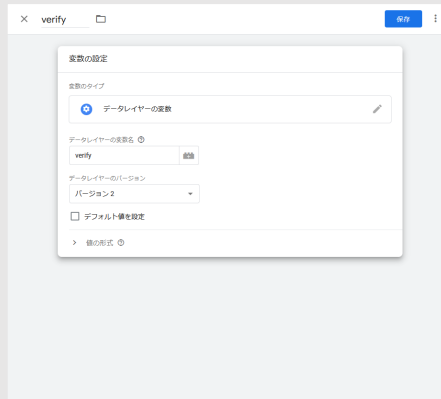 verify
保存
変数の設定
変数のタイプ
データレイヤーの変数
データレイヤーの変数名
verify
データレイヤーのバージョン
バージョン 2
デフォルト値を設定
値の形式